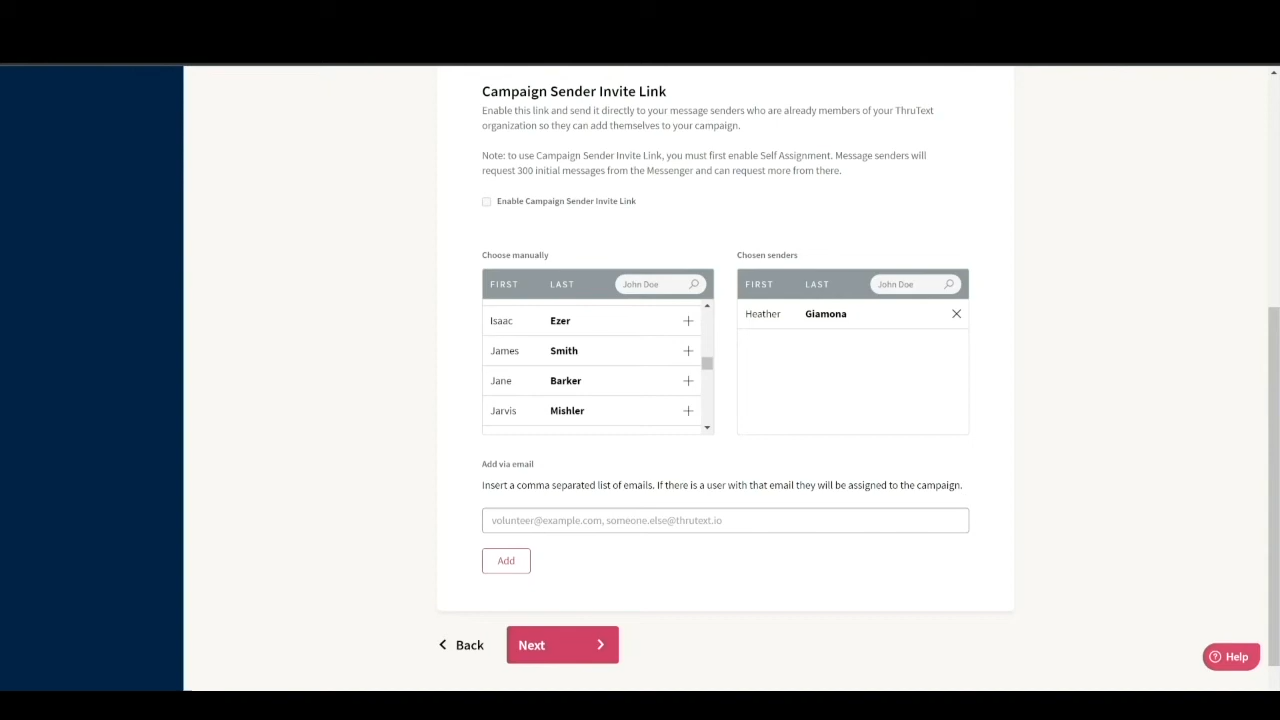 Campaign Sender Invite Link
Enable this link and send it directly to your message senders who are already members of your ThruText
organization so they can add themselves to your campaign.
Note: to use Campaign Sender Invite Link, you must first enable Self Assignment. Message senders will
request 300 initial messages from the Messenger and can request more from there.
Enable Campaign Sender Invite Link
Choose manually
FIRST LAST John Doe
Isaac Ezer
James Smith
Jane Barker
Jarvis Mishler
Chosen senders
FIRST LAST John Doe
Heather Giamona
Add via email
Insert a comma separated list of emails. If there is a user with that email they will be assigned to the campaign.
volunteer@example.com, someone.else@thrutext.io
Add
Back Next
Help